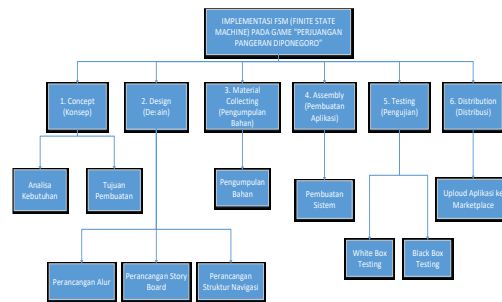 IMPLEMENTASI FSM (FINITE STATE
MACHINE) PADA GAME "PERJUANGAN
PANGERAN DIPONEGORO"
1. Concept
(Konsep)
2. Design
(Desain)
3. Material
Collecting
(Pengumpulan
Bahan)
4. Assembly
(Pembuatan
Aplikasi)
5. Testing
(Pengujian)
6. Distribution
(Distribusi)
Analisa
Kebutuhan
Tujuan
Pembuatan
Pengumpulan
Bahan
Pembuatan
Sistem
Uploud Aplikasi ke
Marketplace
White Box
Testing
Black Box
Testing
Perancangan Alur
Perancangan Story
Board
Perancangan
Struktur Navigasi